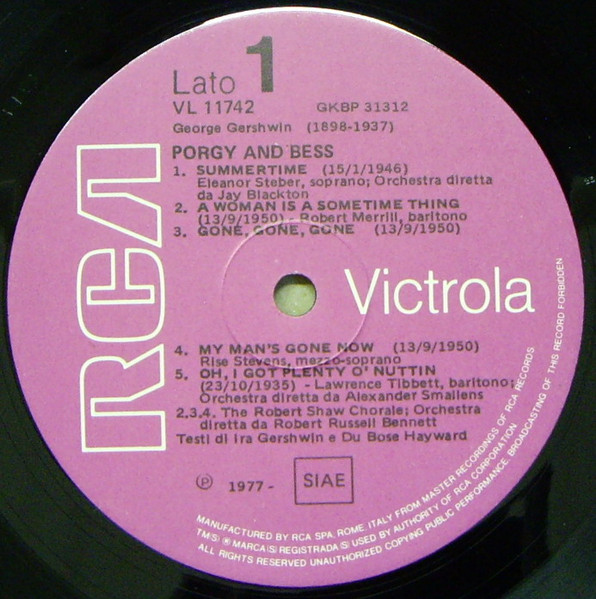 Lato 1
VL 11742 GKBP 31312
George Gershwin (1898-1937)
PORGY AND BESS
1. SUMMERTIME (15/1/1946)
Eleanor Steber, soprano; Orchestra diretta
da Jay Blackton
2. A WOMAN IS A SOMETIME THING
(13/9/1950) - Robert Merrill, baritono
3. GONE, GONE, GONE (13/9/1950)
RCA
Victrola
4. MY MAN'S GONE NOW (13/9/1950)
Rise Stevens, mezzo-soprano
5. OH, I GOT PLENTY O' NUTTIN
(23/10/1935) - Lawrence Tibbett, baritono;
Orchestra diretta da Alexander Smallens
2,3,4. The Robert Shaw Chorale; Orchestra
diretta da Robert Russell Bennett
Testi di Ira Gershwin e Du Bose Hayward
Ⓟ 1977 - SIAE
MANUFACTURED BY RCA SPA, ROME, ITALY FROM MASTER RECORDINGS OF RCA RECORDS
TM(S) ® MARCA(S) REGISTRADA(S) USED BY AUTHORITY OF RCA CORPORATION
ALL RIGHTS RESERVED UNAUTHORIZED COPYING PUBLIC PERFORMANCE BROADCASTING OF THIS RECORD FORBIDDEN